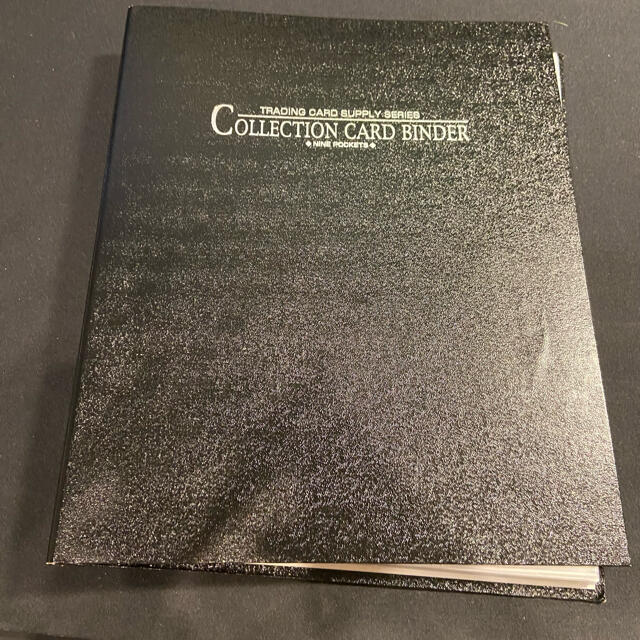 TRADING CARD SUPPLY SERIES
COLLECTION CARD BINDER
◆ NINE POCKETS ◆